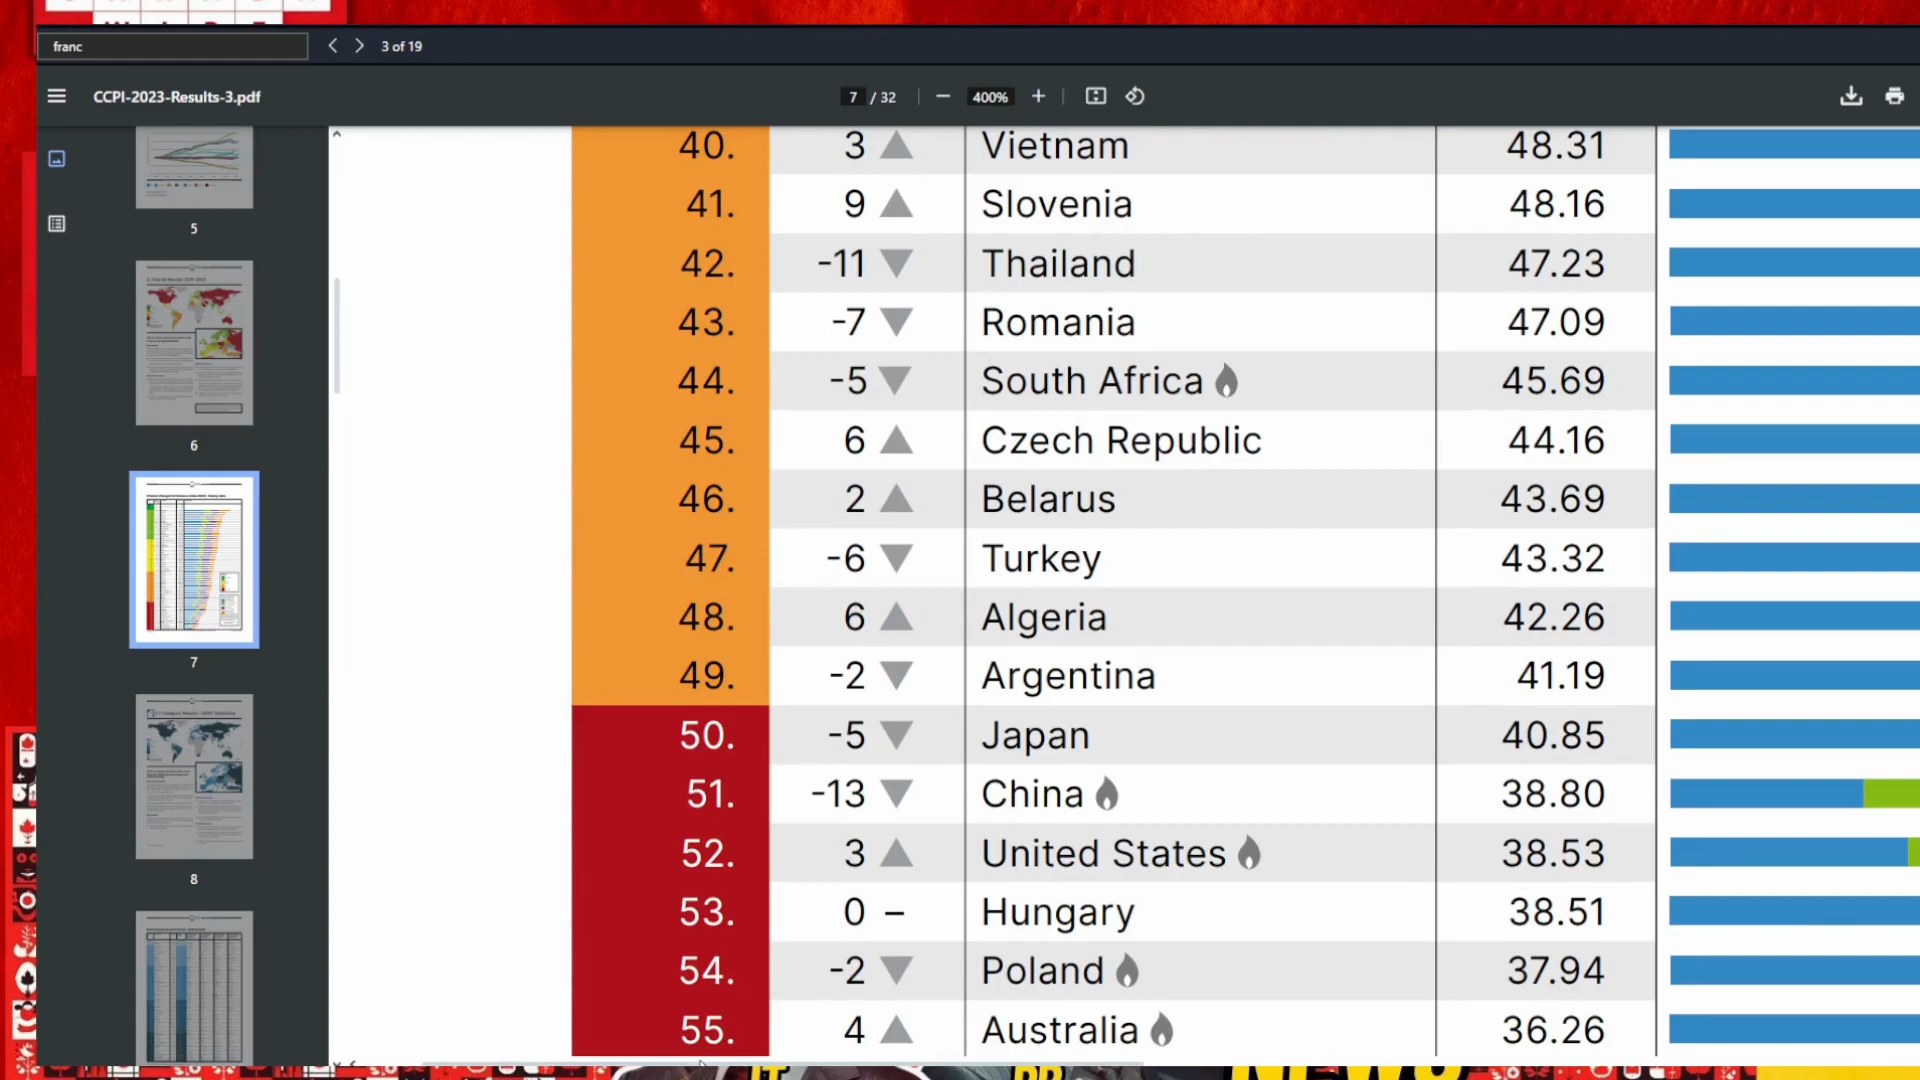 franc
3 of 19
CCPI-2023-Results-3.pdf
7 / 32
400%
5
6
7
8
40. 3 Vietnam 48.31
41. 9 Slovenia 48.16
42. -11 Thailand 47.23
43. -7 Romania 47.09
44. -5 South Africa 45.69
45. 6 Czech Republic 44.16
46. 2 Belarus 43.69
47. -6 Turkey 43.32
48. 6 Algeria 42.26
49. -2 Argentina 41.19
50. -5 Japan 40.85
51. -13 China 38.80
52. 3 United States 38.53
53. 0 – Hungary 38.51
54. -2 Poland 37.94
55. 4 Australia 36.26